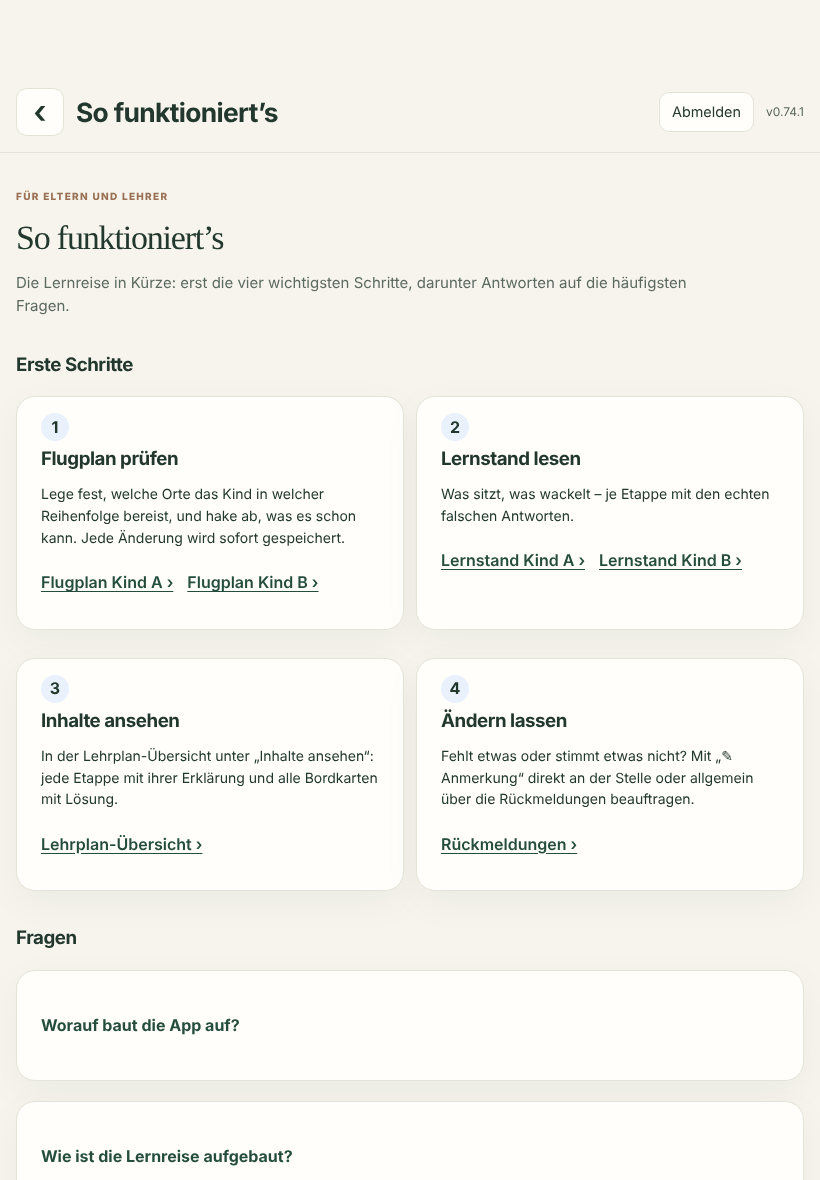 ‹ So funktioniert’s Abmelden v0.74.1
FÜR ELTERN UND LEHRER
So funktioniert’s
Die Lernreise in Kürze: erst die vier wichtigsten Schritte, darunter Antworten auf die häufigsten
Fragen.
Erste Schritte
1
Flugplan prüfen
Lege fest, welche Orte das Kind in welcher
Reihenfolge bereist, und hake ab, was es schon
kann. Jede Änderung wird sofort gespeichert.
Flugplan Kind A › Flugplan Kind B ›
2
Lernstand lesen
Was sitzt, was wackelt – je Etappe mit den echten
falschen Antworten.
Lernstand Kind A › Lernstand Kind B ›
3
Inhalte ansehen
In der Lehrplan-Übersicht unter „Inhalte ansehen“:
jede Etappe mit ihrer Erklärung und alle Bordkarten
mit Lösung.
Lehrplan-Übersicht ›
4
Ändern lassen
Fehlt etwas oder stimmt etwas nicht? Mit „✎
Anmerkung“ direkt an der Stelle oder allgemein
über die Rückmeldungen beauftragen.
Rückmeldungen ›
Fragen
Worauf baut die App auf?
Wie ist die Lernreise aufgebaut?